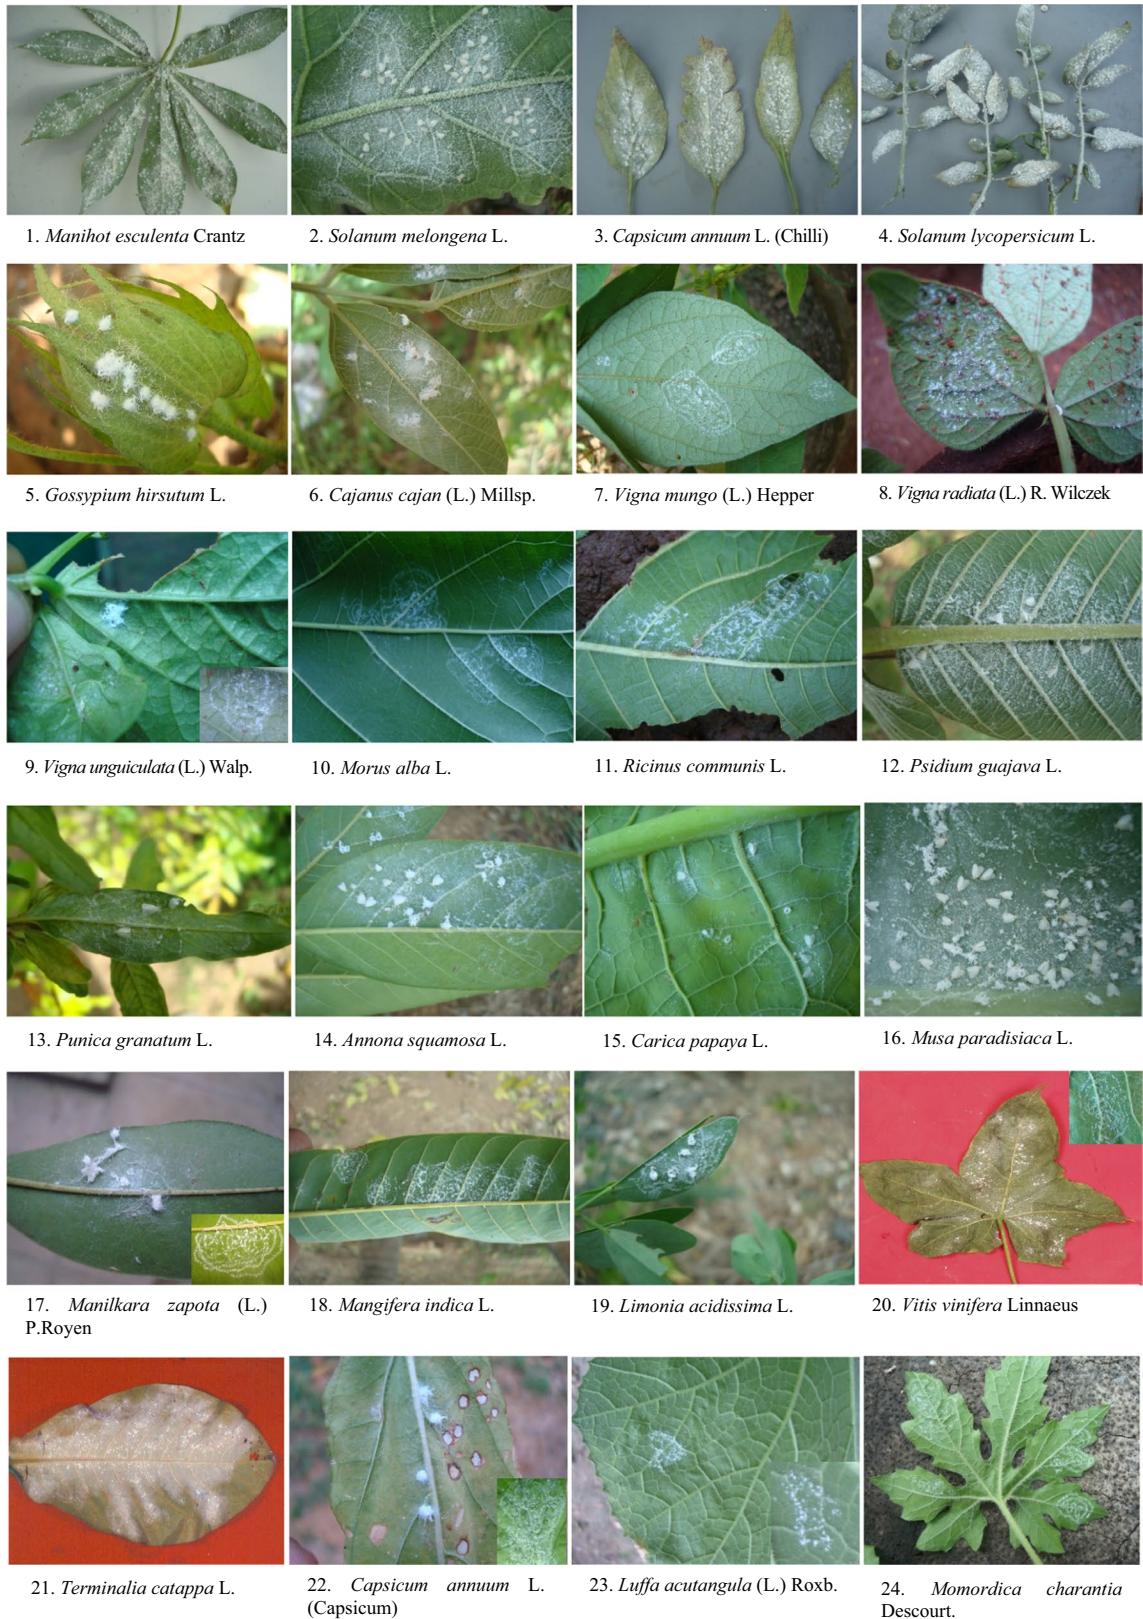 1. Manihot esculenta Crantz
2. Solanum melongena L.
3. Capsicum annuum L. (Chilli)
4. Solanum lycopersicum L.
5. Gossypium hirsutum L.
6. Cajanus cajan (L.) Millsp.
7. Vigna mungo (L.) Hepper
8. Vigna radiata (L.) R. Wilczek
9. Vigna unguiculata (L.) Walp.
10. Morus alba L.
11. Ricinus communis L.
12. Psidium guajava L.
13. Punica granatum L.
14. Annona squamosa L.
15. Carica papaya L.
16. Musa paradisiaca L.
17. Manilkara zapota (L.)
P.Royen
18. Mangifera indica L.
19. Limonia acidissima L.
20. Vitis vinifera Linnaeus
21. Terminalia catappa L.
22. Capsicum annuum L.
(Capsicum)
23. Luffa acutangula (L.) Roxb.
24. Momordica charantia
Descourt.